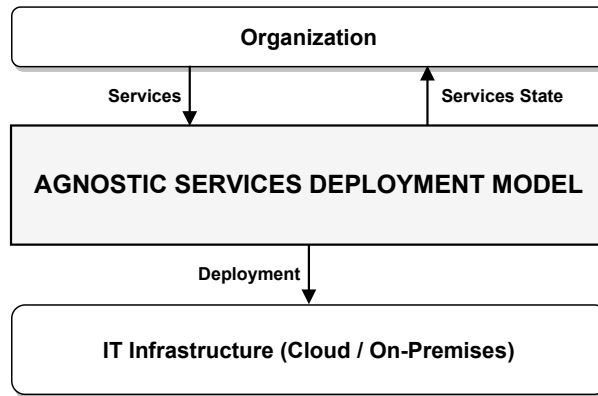 Organization
Services
Services State
AGNOSTIC SERVICES DEPLOYMENT MODEL
Deployment
IT Infrastructure (Cloud / On-Premises)